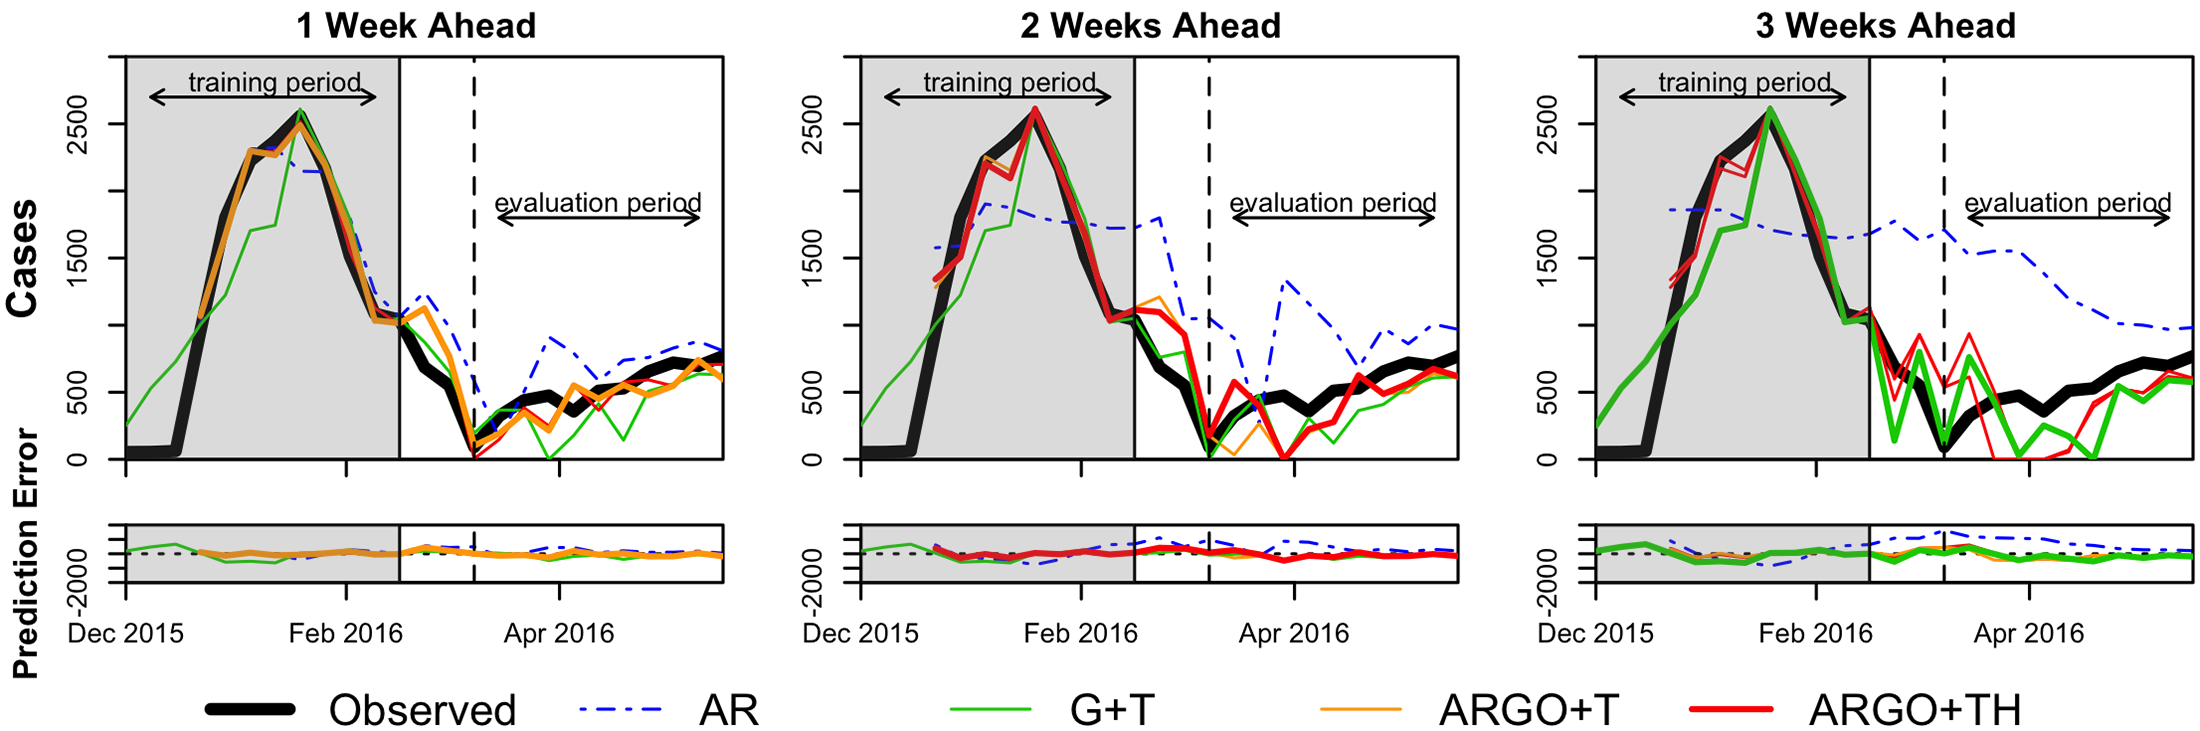 1 Week Ahead
2 Weeks Ahead
3 Weeks Ahead
training period
training period
training period
evaluation period
evaluation period
evaluation period
Cases
2500
1500
500
0
2500
1500
500
0
2500
1500
500
0
Prediction Error
-2000
-2000
-2000
Dec 2015 Feb 2016 Apr 2016
Dec 2015 Feb 2016 Apr 2016
Dec 2015 Feb 2016 Apr 2016
Observed AR G+T ARGO+T ARGO+TH